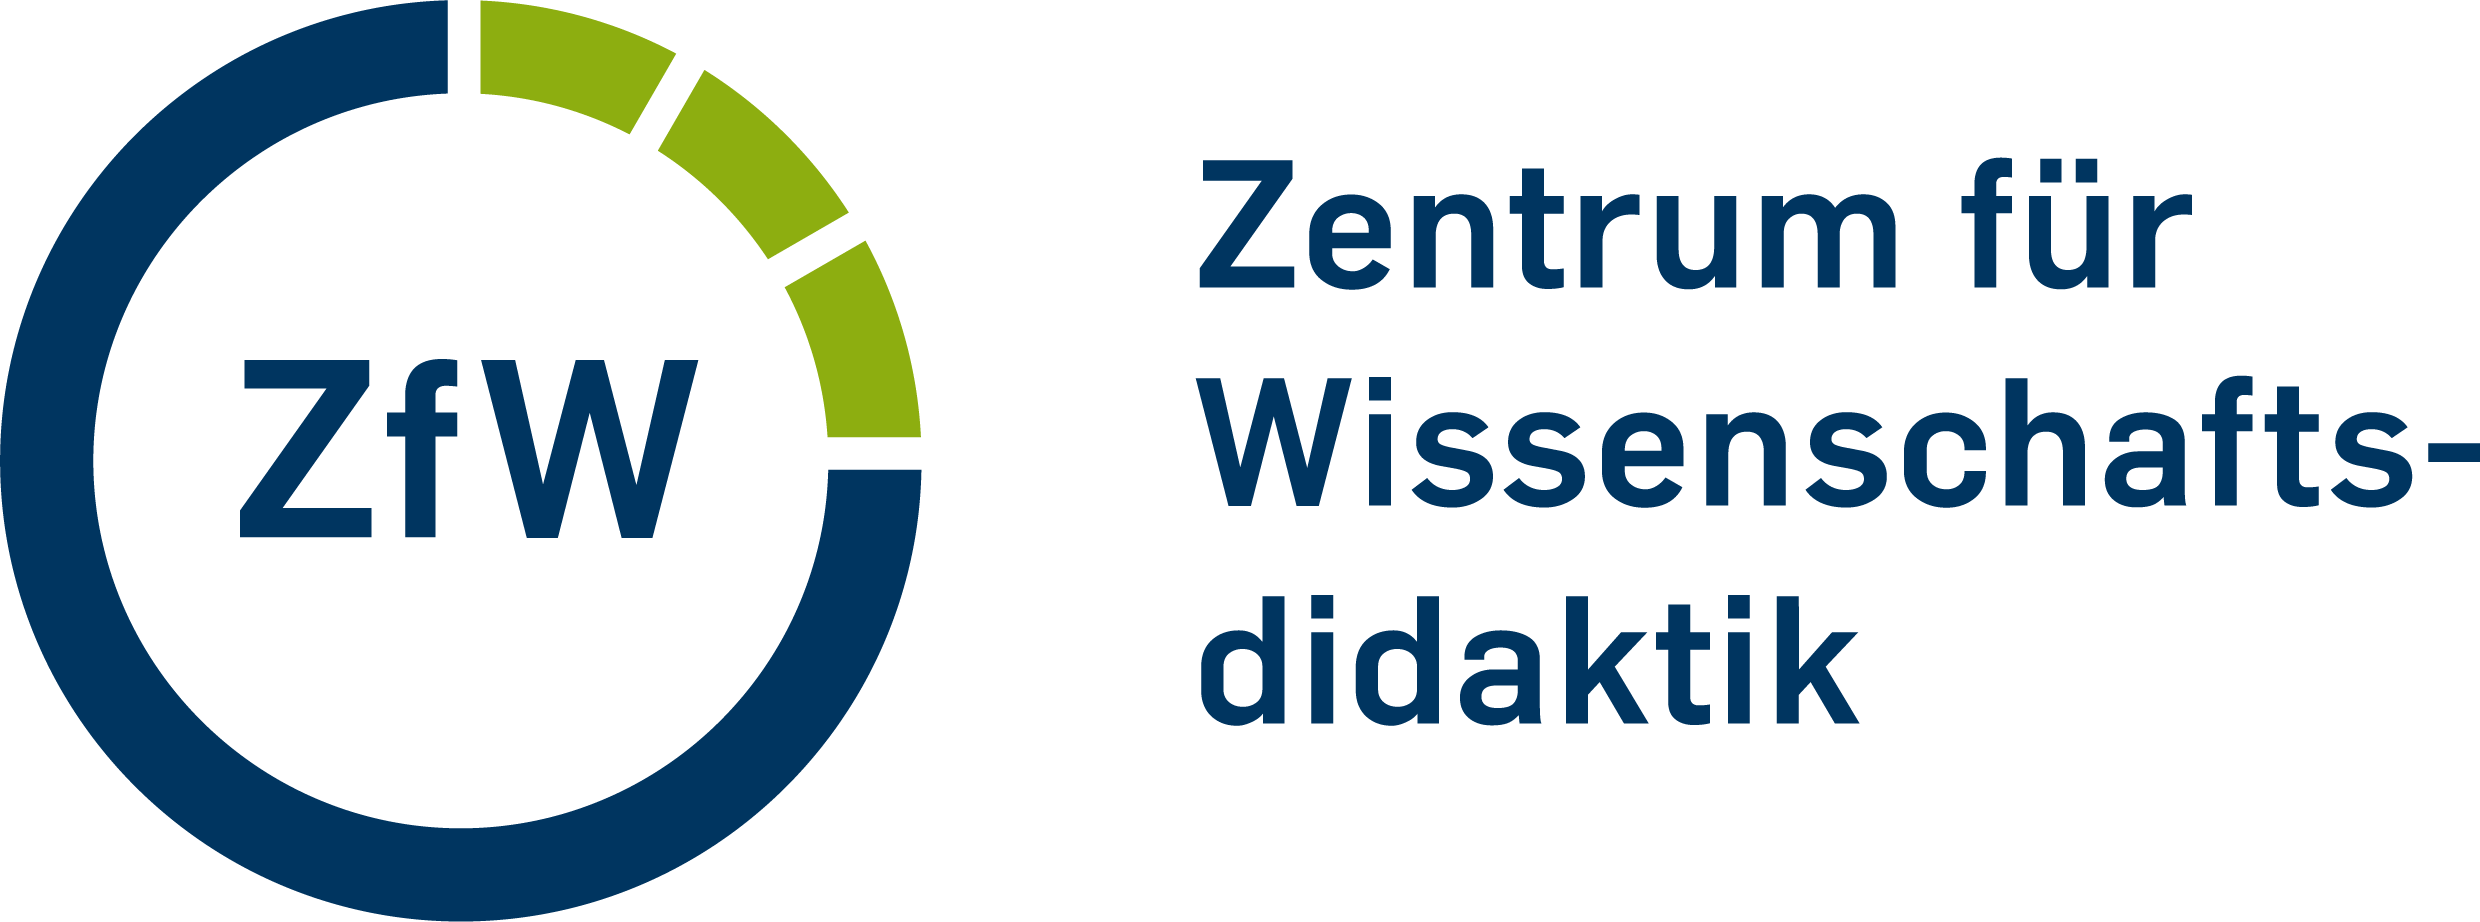 ZfW
Zentrum für
Wissenschafts-
didaktik